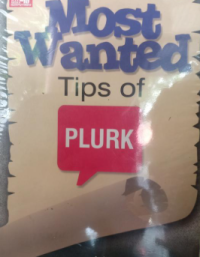 Most
Wanted
Tips of
PLURK